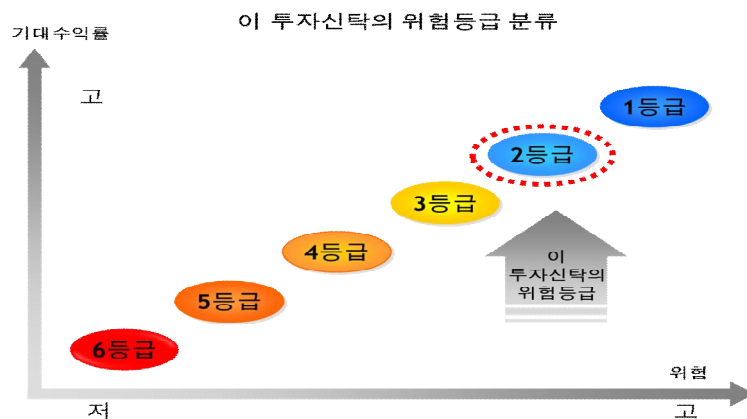 이 투자신탁의 위험등급 분류
기대수익률
고
1등급
2등급
3등급
4등급
5등급
6등급
이
투자신탁의
위험등급
위험
저
고